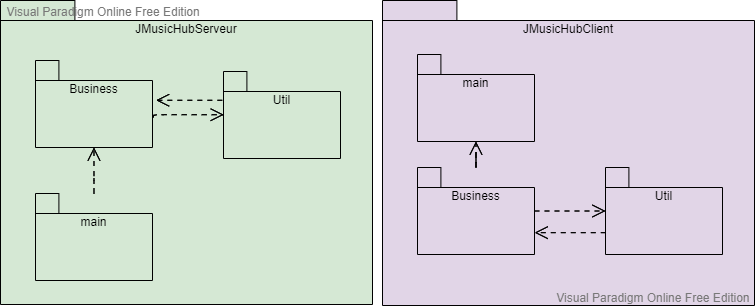 Visual Paradigm Online Free Edition
JMusicHubServeur
Business
Util
main
JMusicHubClient
main
Business
Util
Visual Paradigm Online Free Edition